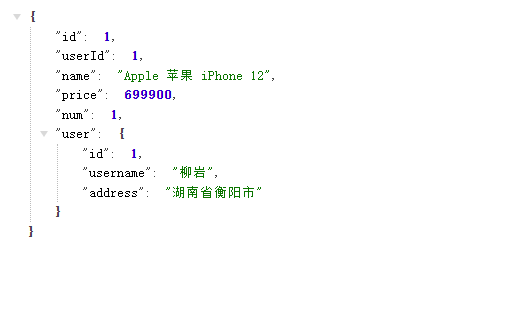 {
"id": 1,
"userId": 1,
"name": "Apple 苹果 iPhone 12",
"price": 699900,
"num": 1,
"user": {
"id": 1,
"username": "柳岩",
"address": "湖南省衡阳市"
}
}